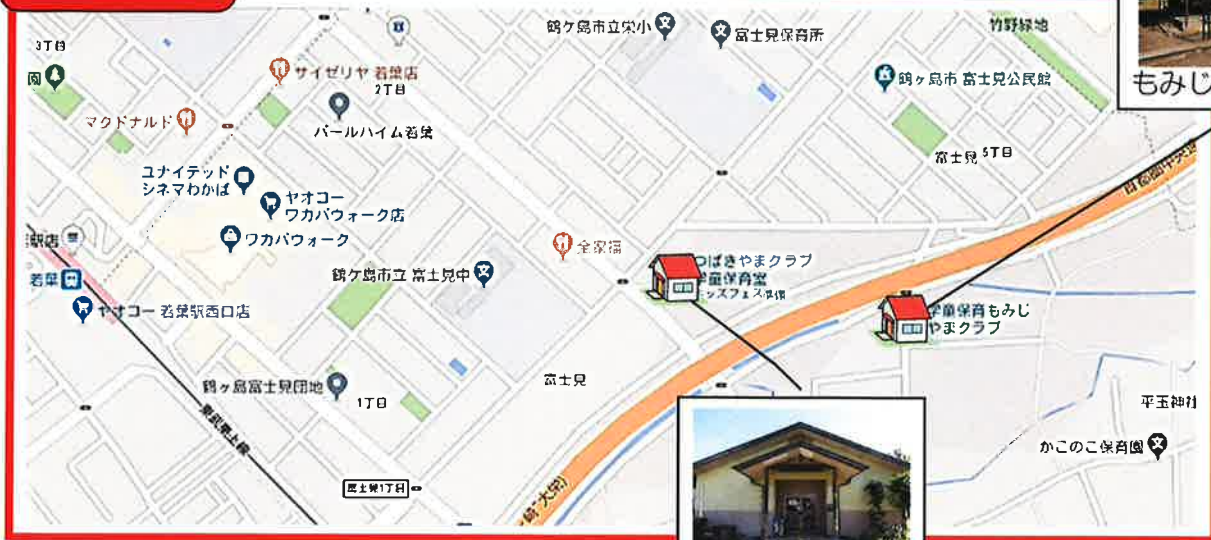 3丁目
園
サイゼリヤ 若葉店
2丁目
マクドナルド
パールハイム若葉
鶴ヶ島市立栄小
富士見保育所
竹野緑地
鶴ヶ島市 富士見公民館
もみじ
富士見 5丁目
ユナイテッド
シネマわかば
ヤオコー
ワカバウォーク店
ワカバウォーク
若葉
ヤオコー 若葉駅西口店
鶴ヶ島市立 富士見中
全家福
つばきやまクラブ
学童保育室
学童保育もみじ
やまクラブ
鶴ヶ島富士見団地
1丁目
富士見
東武東上線
富士見1丁目
平玉神社
かこのこ保育園